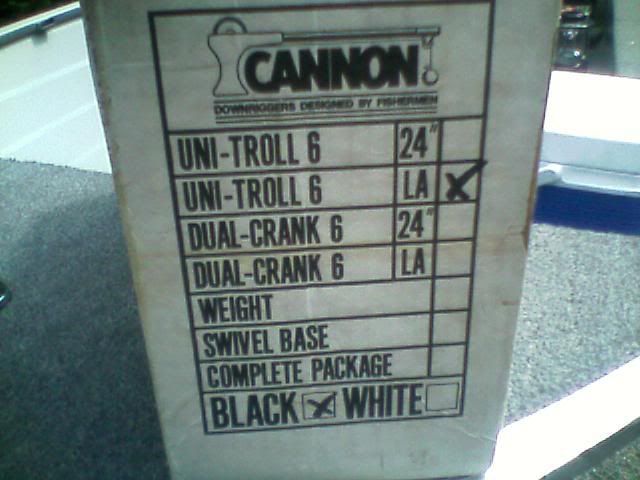 CANNON
DOWNRIGGERS DESIGNED BY FISHERMEN
UNI-TROLL 6 24"
UNI-TROLL 6 LA X
DUAL-CRANK 6 24"
DUAL-CRANK 6 LA
WEIGHT
SWIVEL BASE
COMPLETE PACKAGE
BLACK X WHITE